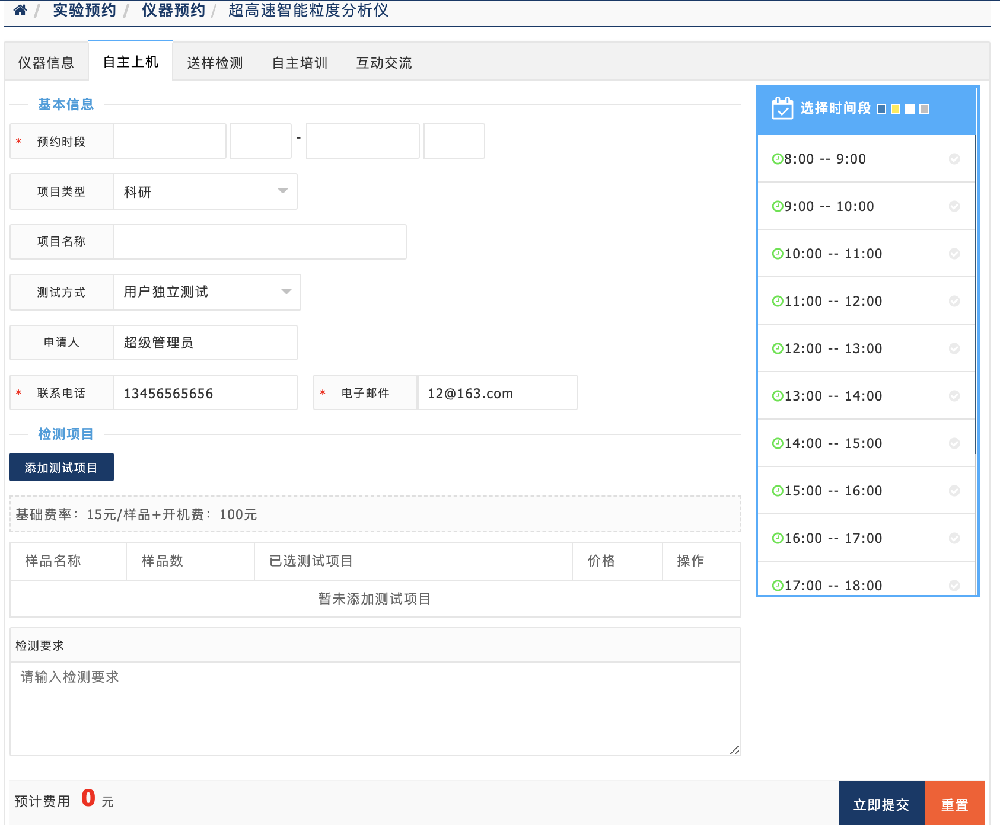 / 实验预约 / 仪器预约 / 超高速智能粒度分析仪
仪器信息 自主上机 送样检测 自主培训 互动交流
基本信息
* 预约时段 -
项目类型 科研
项目名称
测试方式 用户独立测试
申请人 超级管理员
* 联系电话 13456565656 * 电子邮件 12@163.com
检测项目
添加测试项目
基础费率：15元/样品+开机费：100元
样品名称 样品数 已选测试项目 价格 操作
暂未添加测试项目
检测要求
请输入检测要求
选择时间段
8:00 -- 9:00
9:00 -- 10:00
10:00 -- 11:00
11:00 -- 12:00
12:00 -- 13:00
13:00 -- 14:00
14:00 -- 15:00
15:00 -- 16:00
16:00 -- 17:00
17:00 -- 18:00
预计费用 0 元
立即提交 重置